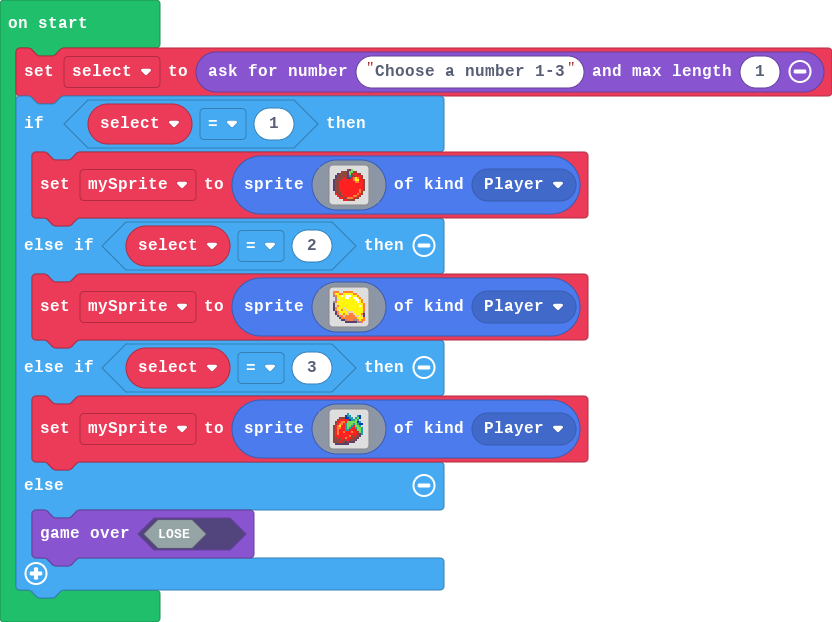 on start
set select to ask for number "Choose a number 1-3" and max length 1
if select = 1 then
set mySprite to sprite of kind Player
else if select = 2 then
set mySprite to sprite of kind Player
else if select = 3 then
set mySprite to sprite of kind Player
else
game over LOSE